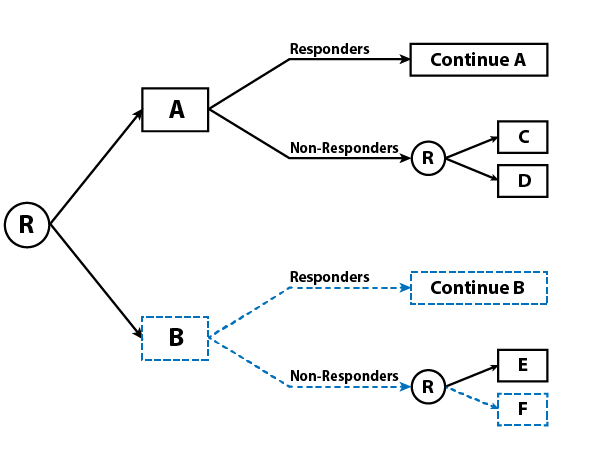 R
A
Responders
Continue A
Non-Responders
R
C
D
B
Responders
Continue B
Non-Responders
R
E
F